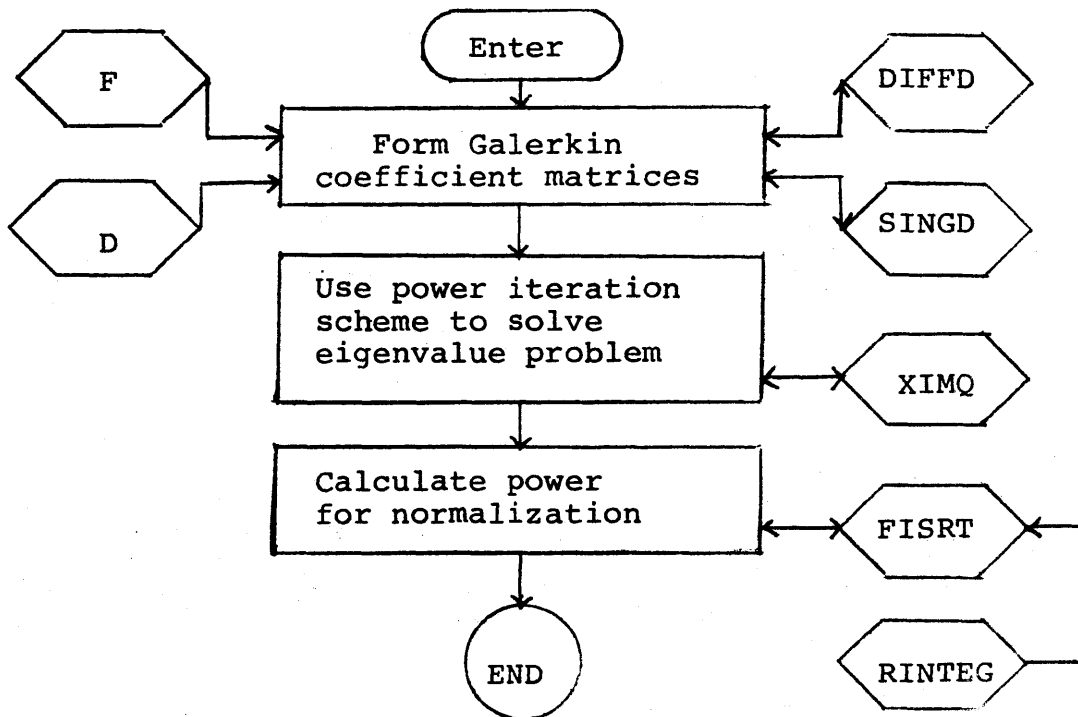 Enter
F
DIFFD
Form Galerkin
coefficient matrices
D
SINGD
Use power iteration
scheme to solve
eigenvalue problem
XIMQ
Calculate power
for normalization
FISRT
END
RINTEG